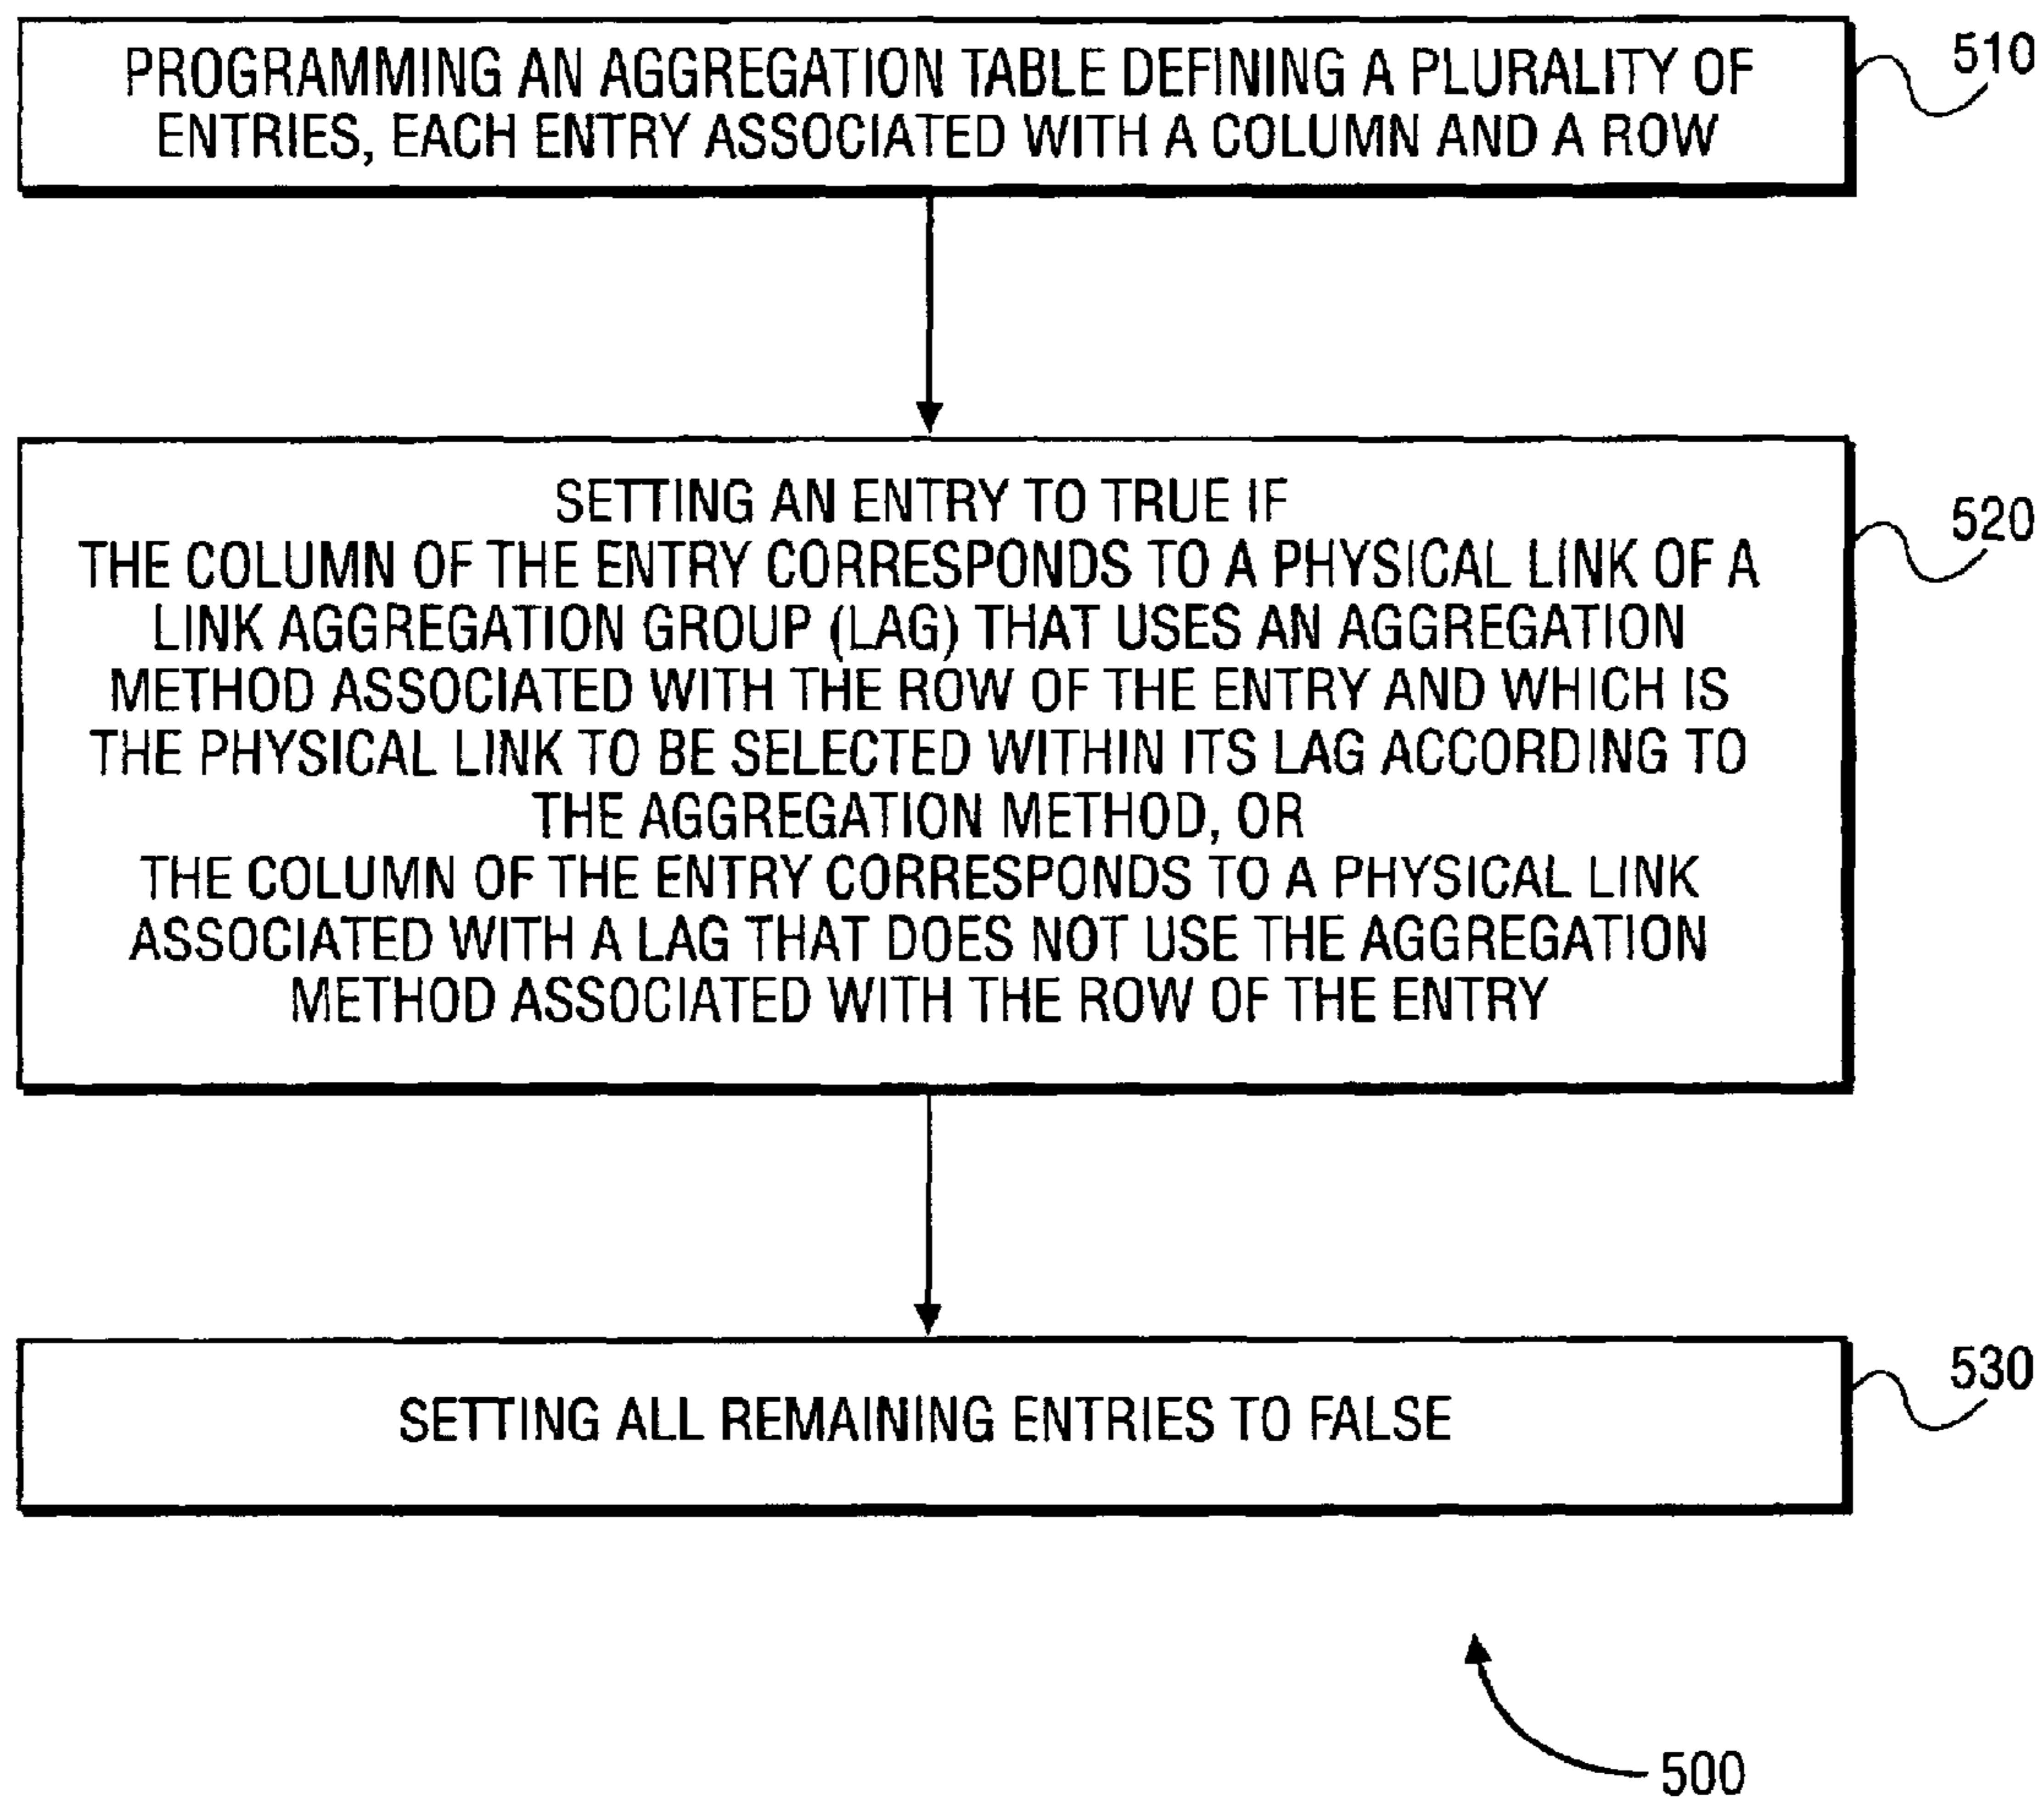 PROGRAMMING AN AGGREGATION TABLE DEFINING A PLURALITY OF
ENTRIES, EACH ENTRY ASSOCIATED WITH A COLUMN AND A ROW
510
SETTING AN ENTRY TO TRUE IF
THE COLUMN OF THE ENTRY CORRESPONDS TO A PHYSICAL LINK OF A
LINK AGGREGATION GROUP (LAG) THAT USES AN AGGREGATION
METHOD ASSOCIATED WITH THE ROW OF THE ENTRY AND WHICH IS
THE PHYSICAL LINK TO BE SELECTED WITHIN ITS LAG ACCORDING TO
THE AGGREGATION METHOD, OR
THE COLUMN OF THE ENTRY CORRESPONDS TO A PHYSICAL LINK
ASSOCIATED WITH A LAG THAT DOES NOT USE THE AGGREGATION
METHOD ASSOCIATED WITH THE ROW OF THE ENTRY
520
SETTING ALL REMAINING ENTRIES TO FALSE
530
500